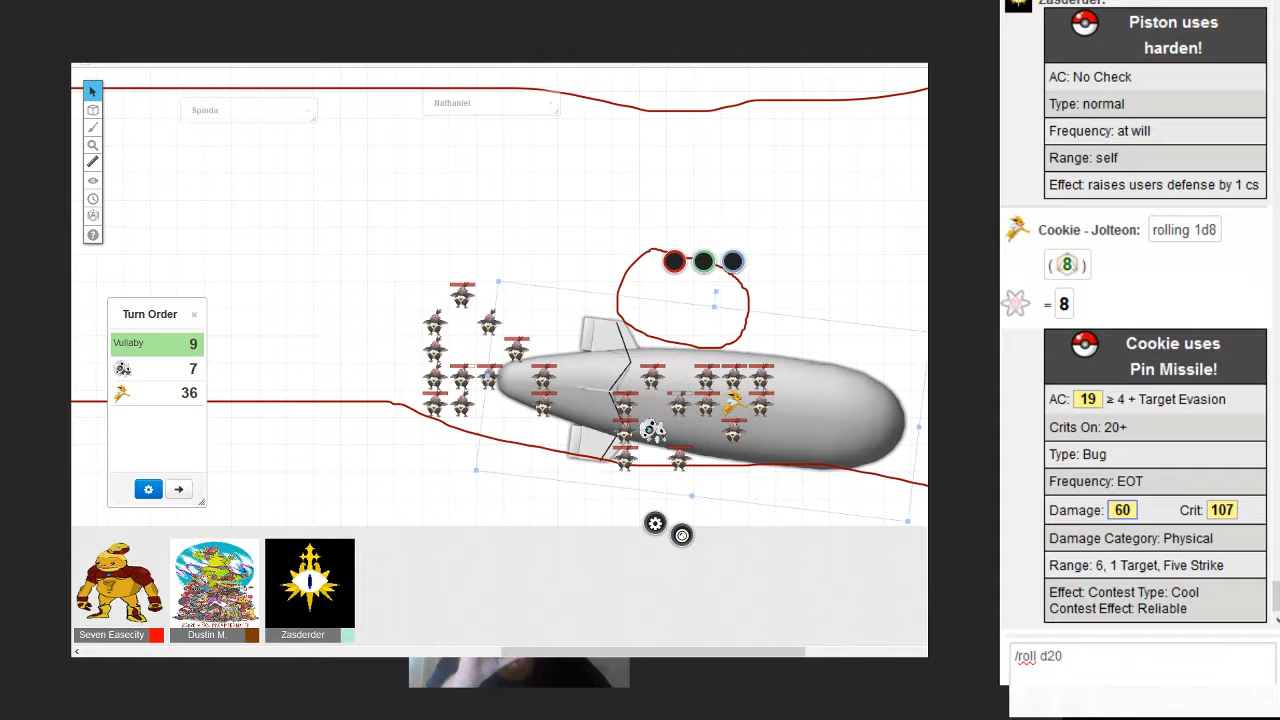 Spinda
Nathaniel
Turn Order ×
Vullaby 9
7
36
Seven Easecity
Dustin M.
Zasderder
Zasderder:
Piston uses
harden!
AC: No Check
Type: normal
Frequency: at will
Range: self
Effect: raises users defense by 1 cs
Cookie - Jolteon: rolling 1d8
( 8 )
= 8
Cookie uses
Pin Missile!
AC: 19 ≥ 4 + Target Evasion
Crits On: 20+
Type: Bug
Frequency: EOT
Damage: 60 Crit: 107
Damage Category: Physical
Range: 6, 1 Target, Five Strike
Effect: Contest Type: Cool
Contest Effect: Reliable
/roll d20